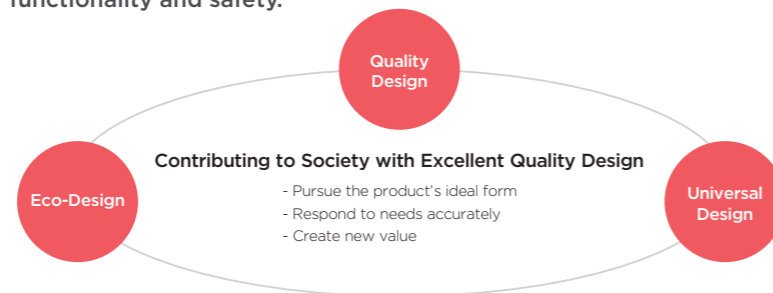 functionality and safety.
Quality
Design
Contributing to Society with Excellent Quality Design
- Pursue the product's ideal form
- Respond to needs accurately
- Create new value
Eco-Design
Universal
Design